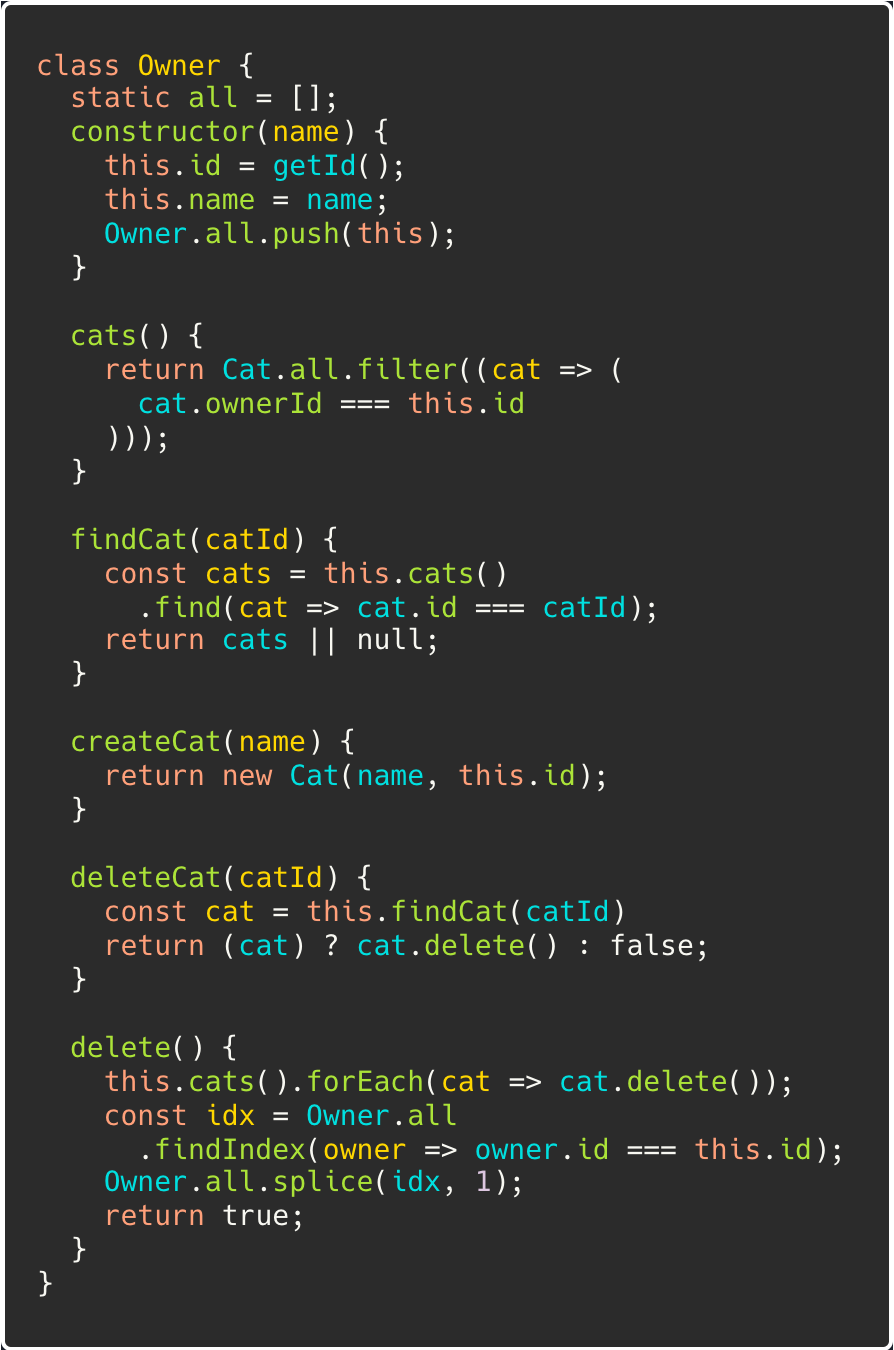 class Owner {
  static all = [];
  constructor(name) {
    this.id = getId();
    this.name = name;
    Owner.all.push(this);
  }

  cats() {
    return Cat.all.filter((cat => (
      cat.ownerId === this.id
    )));
  }

  findCat(catId) {
    const cats = this.cats()
      .find(cat => cat.id === catId);
    return cats || null;
  }

  createCat(name) {
    return new Cat(name, this.id);
  }

  deleteCat(catId) {
    const cat = this.findCat(catId)
    return (cat) ? cat.delete() : false;
  }

  delete() {
    this.cats().forEach(cat => cat.delete());
    const idx = Owner.all
      .findIndex(owner => owner.id === this.id);
    Owner.all.splice(idx, 1);
    return true;
  }
}